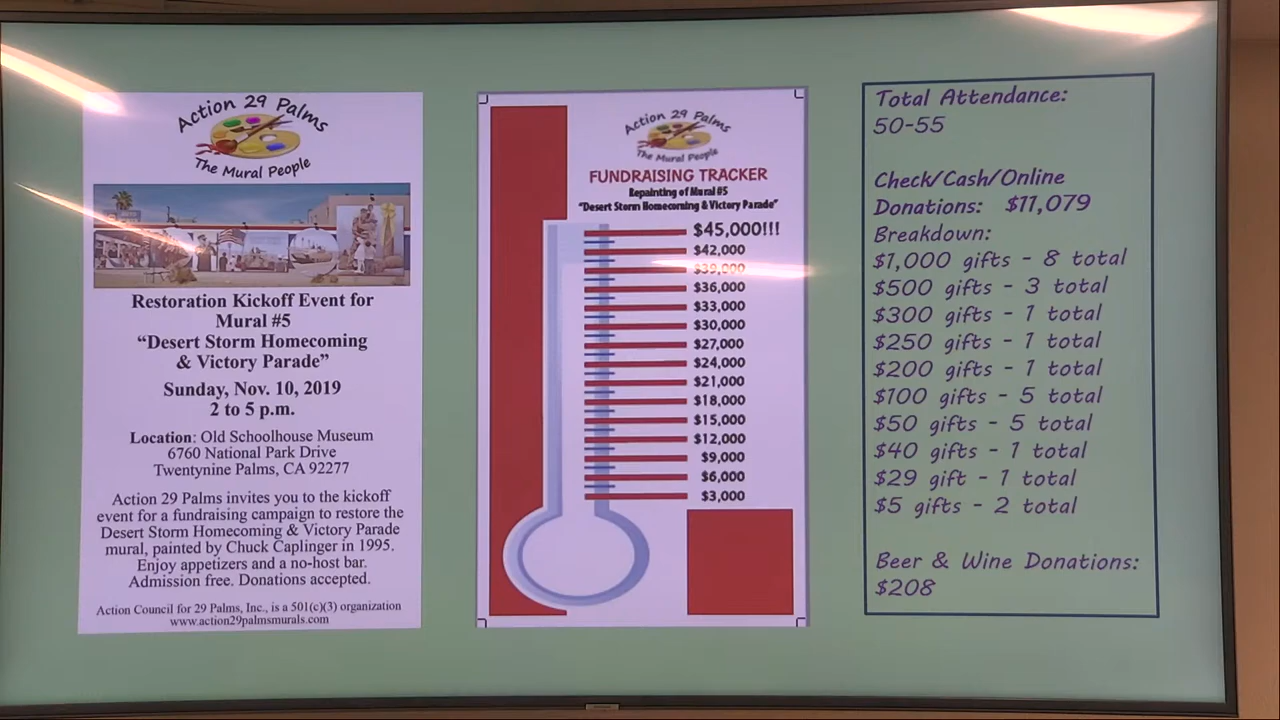 Action 29 Palms
The Mural People
Restoration Kickoff Event for
Mural #5
“Desert Storm Homecoming
& Victory Parade”
Sunday, Nov. 10, 2019
2 to 5 p.m.
Location: Old Schoolhouse Museum
6760 National Park Drive
Twentynine Palms, CA 92277
Action 29 Palms invites you to the kickoff
event for a fundraising campaign to restore the
Desert Storm Homecoming & Victory Parade
mural, painted by Chuck Caplinger in 1995.
Enjoy appetizers and a no-host bar.
Admission free. Donations accepted.
Action Council for 29 Palms, Inc., is a 501(c)(3) organization
www.action29palmsmurals.com
Action 29 Palms
The Mural People
FUNDRAISING TRACKER
Repainting of Mural #5
“Desert Storm Homecoming & Victory Parade”
$45,000!!!
$42,000
$39,000
$36,000
$33,000
$30,000
$27,000
$24,000
$21,000
$18,000
$15,000
$12,000
$9,000
$6,000
$3,000
Total Attendance:
50-55
Check/Cash/Online
Donations: $11,079
Breakdown:
$1,000 gifts - 8 total
$500 gifts - 3 total
$300 gifts - 1 total
$250 gifts - 1 total
$200 gifts - 1 total
$100 gifts - 5 total
$50 gifts - 5 total
$40 gifts - 1 total
$29 gift - 1 total
$5 gifts - 2 total
Beer & Wine Donations:
$208